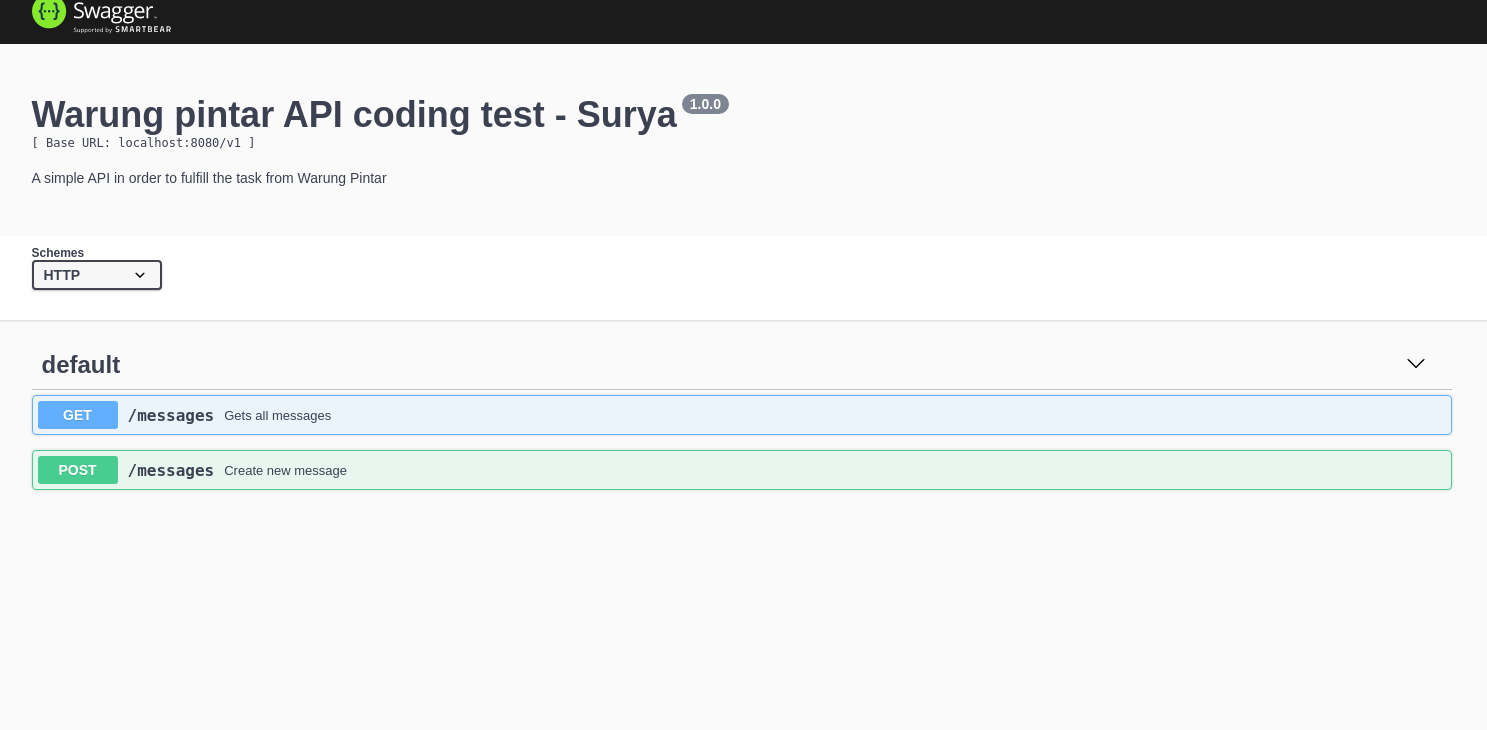 Swagger
Supported by SMARTBEAR
Warung pintar API coding test - Surya 1.0.0
[ Base URL: localhost:8080/v1 ]
A simple API in order to fulfill the task from Warung Pintar
Schemes
HTTP
default
GET /messages Gets all messages
POST /messages Create new message